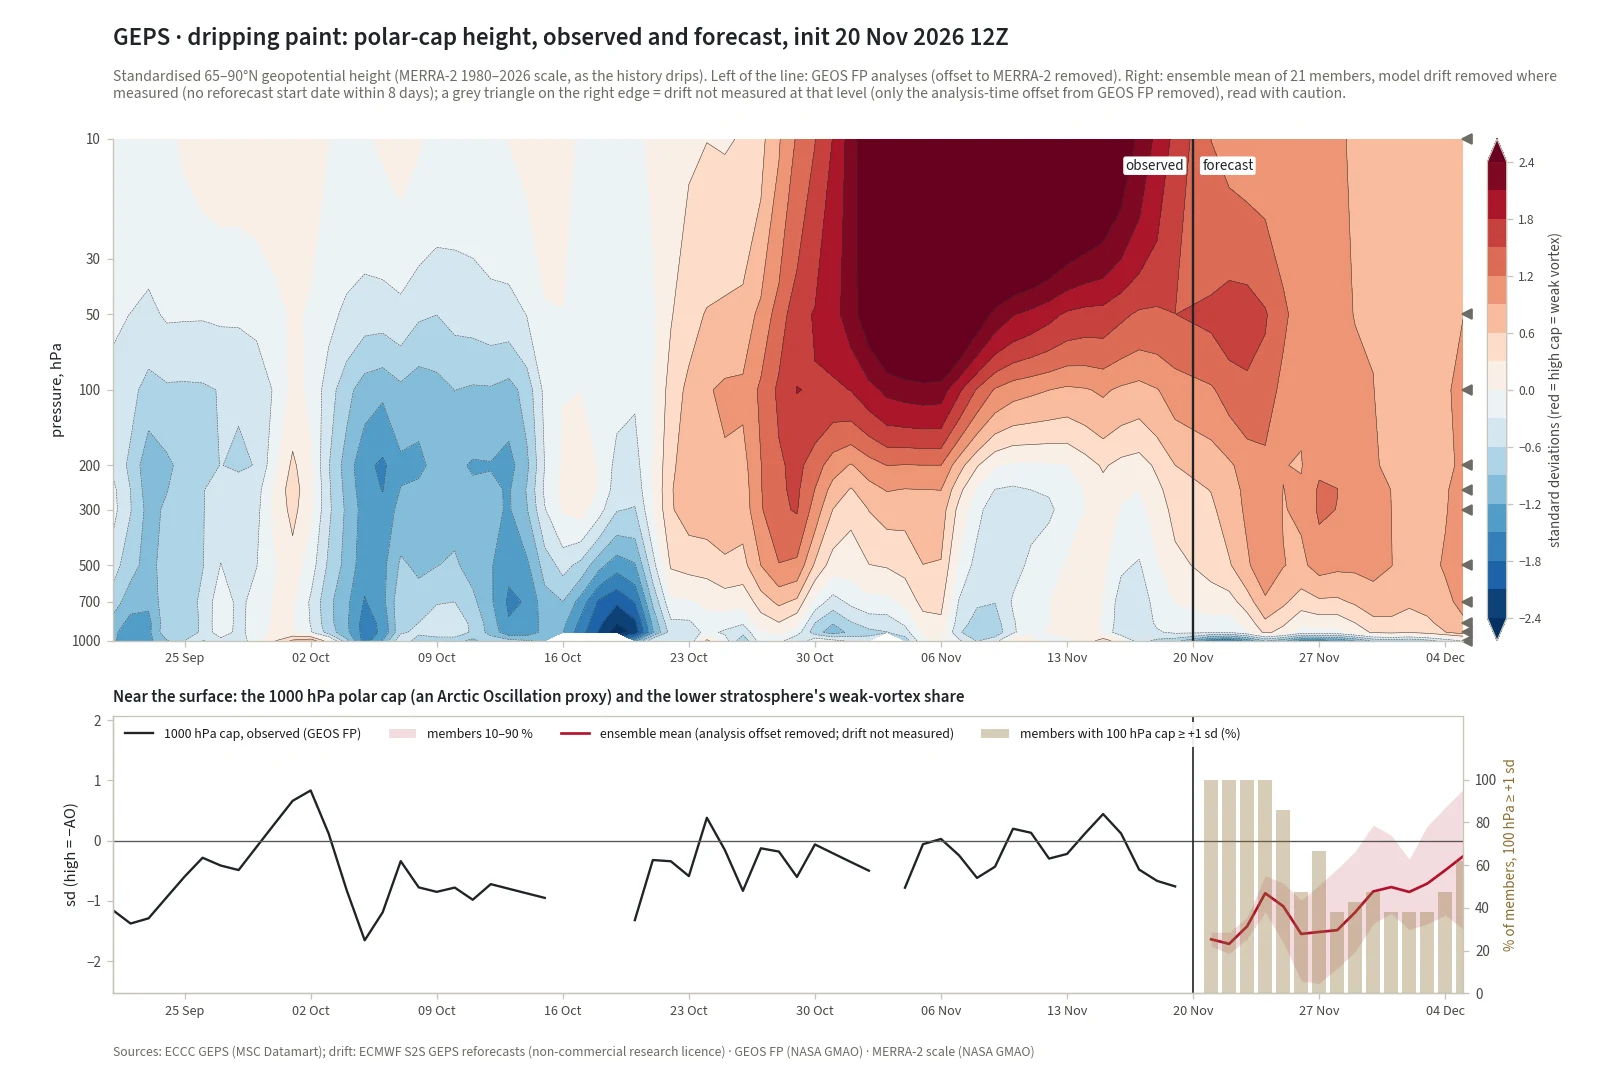 GEPS · dripping paint: polar-cap height, observed and forecast, init 20 Nov 2026 12Z
Standardised 65–90°N geopotential height (MERRA-2 1980–2026 scale, as the history drips). Left of the line: GEOS FP analyses (offset to MERRA-2 removed). Right: ensemble mean of 21 members, model drift removed where
measured (no reforecast start date within 8 days); a grey triangle on the right edge = drift not measured at that level (only the analysis-time offset from GEOS FP removed), read with caution.
10
30
50
100
200
300
500
700
1000
pressure, hPa
observed
forecast
25 Sep
02 Oct
09 Oct
16 Oct
23 Oct
30 Oct
06 Nov
13 Nov
20 Nov
27 Nov
04 Dec
2.4
1.8
1.2
0.6
0.0
−0.6
−1.2
−1.8
−2.4
standard deviations (red = high cap = weak vortex)
Near the surface: the 1000 hPa polar cap (an Arctic Oscillation proxy) and the lower stratosphere's weak-vortex share
1000 hPa cap, observed (GEOS FP)
members 10–90 %
ensemble mean (analysis offset removed; drift not measured)
members with 100 hPa cap ≥ +1 sd (%)
2
1
0
−1
−2
sd (high = −AO)
100
80
60
40
20
0
% of members, 100 hPa ≥ +1 sd
25 Sep
02 Oct
09 Oct
16 Oct
23 Oct
30 Oct
06 Nov
13 Nov
20 Nov
27 Nov
04 Dec
Sources: ECCC GEPS (MSC Datamart); drift: ECMWF S2S GEPS reforecasts (non-commercial research licence) · GEOS FP (NASA GMAO) · MERRA-2 scale (NASA GMAO)